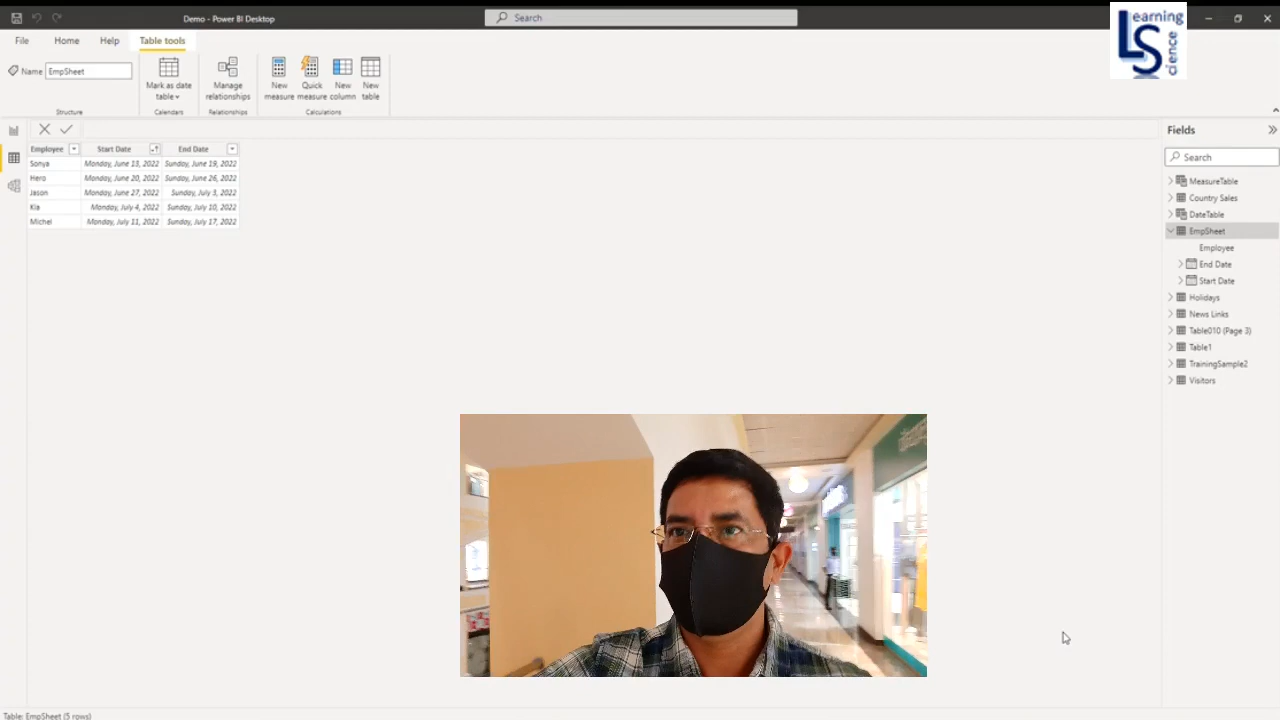 Demo - Power BI Desktop
Search
Learning Science
File Home Help Table tools
Name EmpSheet
Mark as date table
Manage relationships
New measure
Quick measure
New column
New table
Structure
Calendars
Relationships
Calculations
Employee Start Date End Date
Sonya Monday, June 13, 2022 Sunday, June 19, 2022
Hero Monday, June 20, 2022 Sunday, June 26, 2022
Jason Monday, June 27, 2022 Sunday, July 3, 2022
Kia Monday, July 4, 2022 Sunday, July 10, 2022
Michel Monday, July 11, 2022 Sunday, July 17, 2022
Fields
Search
MeasureTable
Country Sales
DateTable
EmpSheet
Employee
End Date
Start Date
Holidays
News Links
Table010 (Page 3)
Table1
TrainingSample2
Visitors
Table: EmpSheet (5 rows)